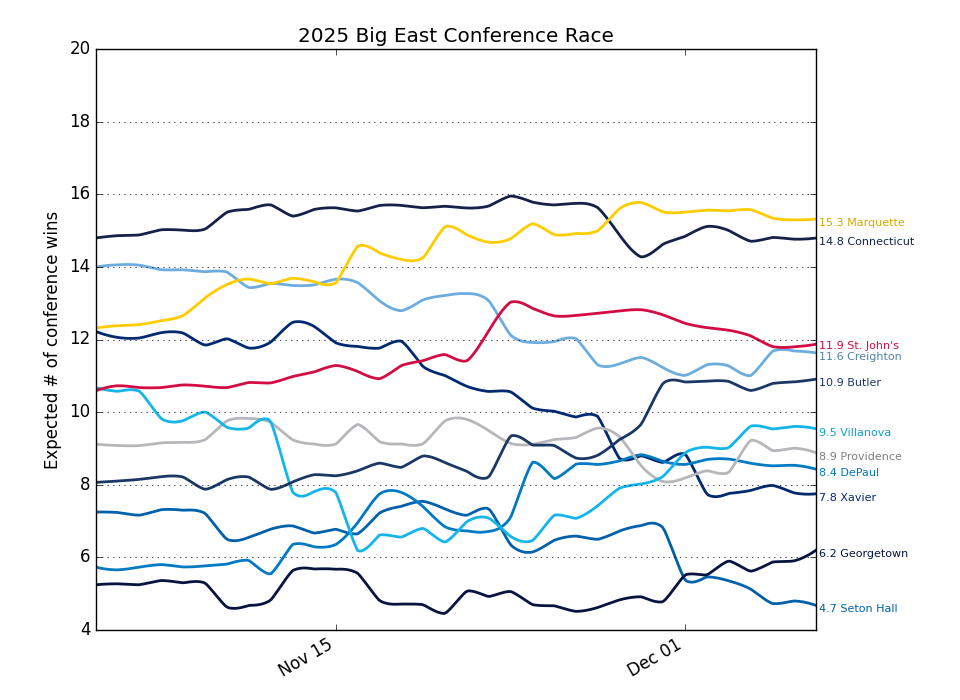 2025 Big East Conference Race
Expected # of conference wins
20
18
16
14
12
10
8
6
4
Nov 15
Dec 01
15.3 Marquette
14.8 Connecticut
11.9 St. John's
11.6 Creighton
10.9 Butler
9.5 Villanova
8.9 Providence
8.4 DePaul
7.8 Xavier
6.2 Georgetown
4.7 Seton Hall